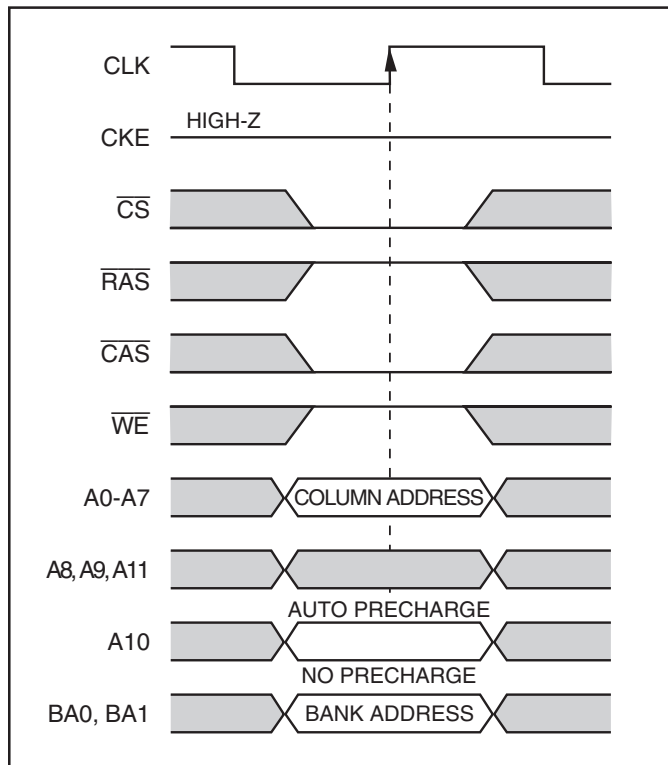 CLK
CKE HIGH-Z
CS
RAS
CAS
WE
A0-A7 COLUMN ADDRESS
A8, A9, A11
AUTO PRECHARGE
A10
NO PRECHARGE
BA0, BA1 BANK ADDRESS